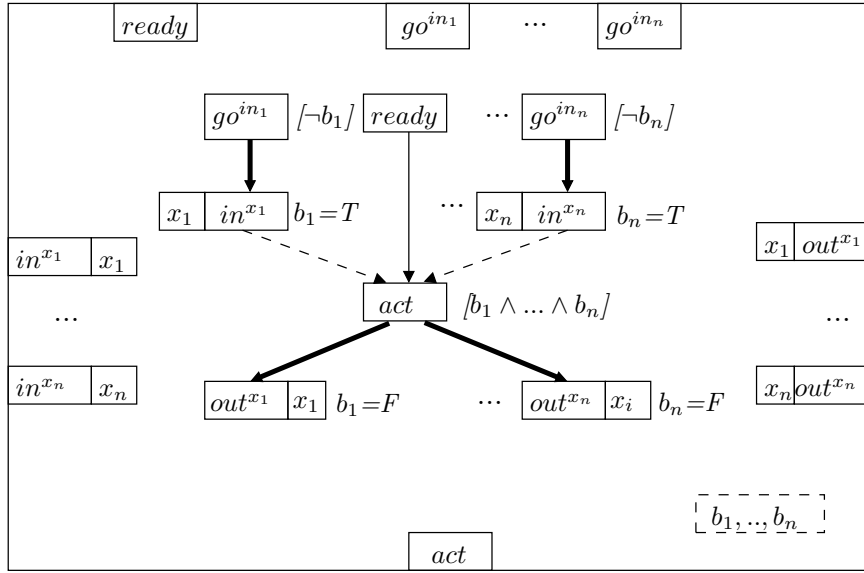 ready go^{in_1} ... go^{in_n}
go^{in_1} [¬b_1] ready ... go^{in_n} [¬b_n]
x_1 in^{x_1} b_1=T ... x_n in^{x_n} b_n=T
in^{x_1} x_1 x_1 out^{x_1}
act [b_1 ∧ ... ∧ b_n]
... ...
in^{x_n} x_n out^{x_1} x_1 b_1=F ... out^{x_n} x_i b_n=F x_n out^{x_n}
b_1,..,b_n
act